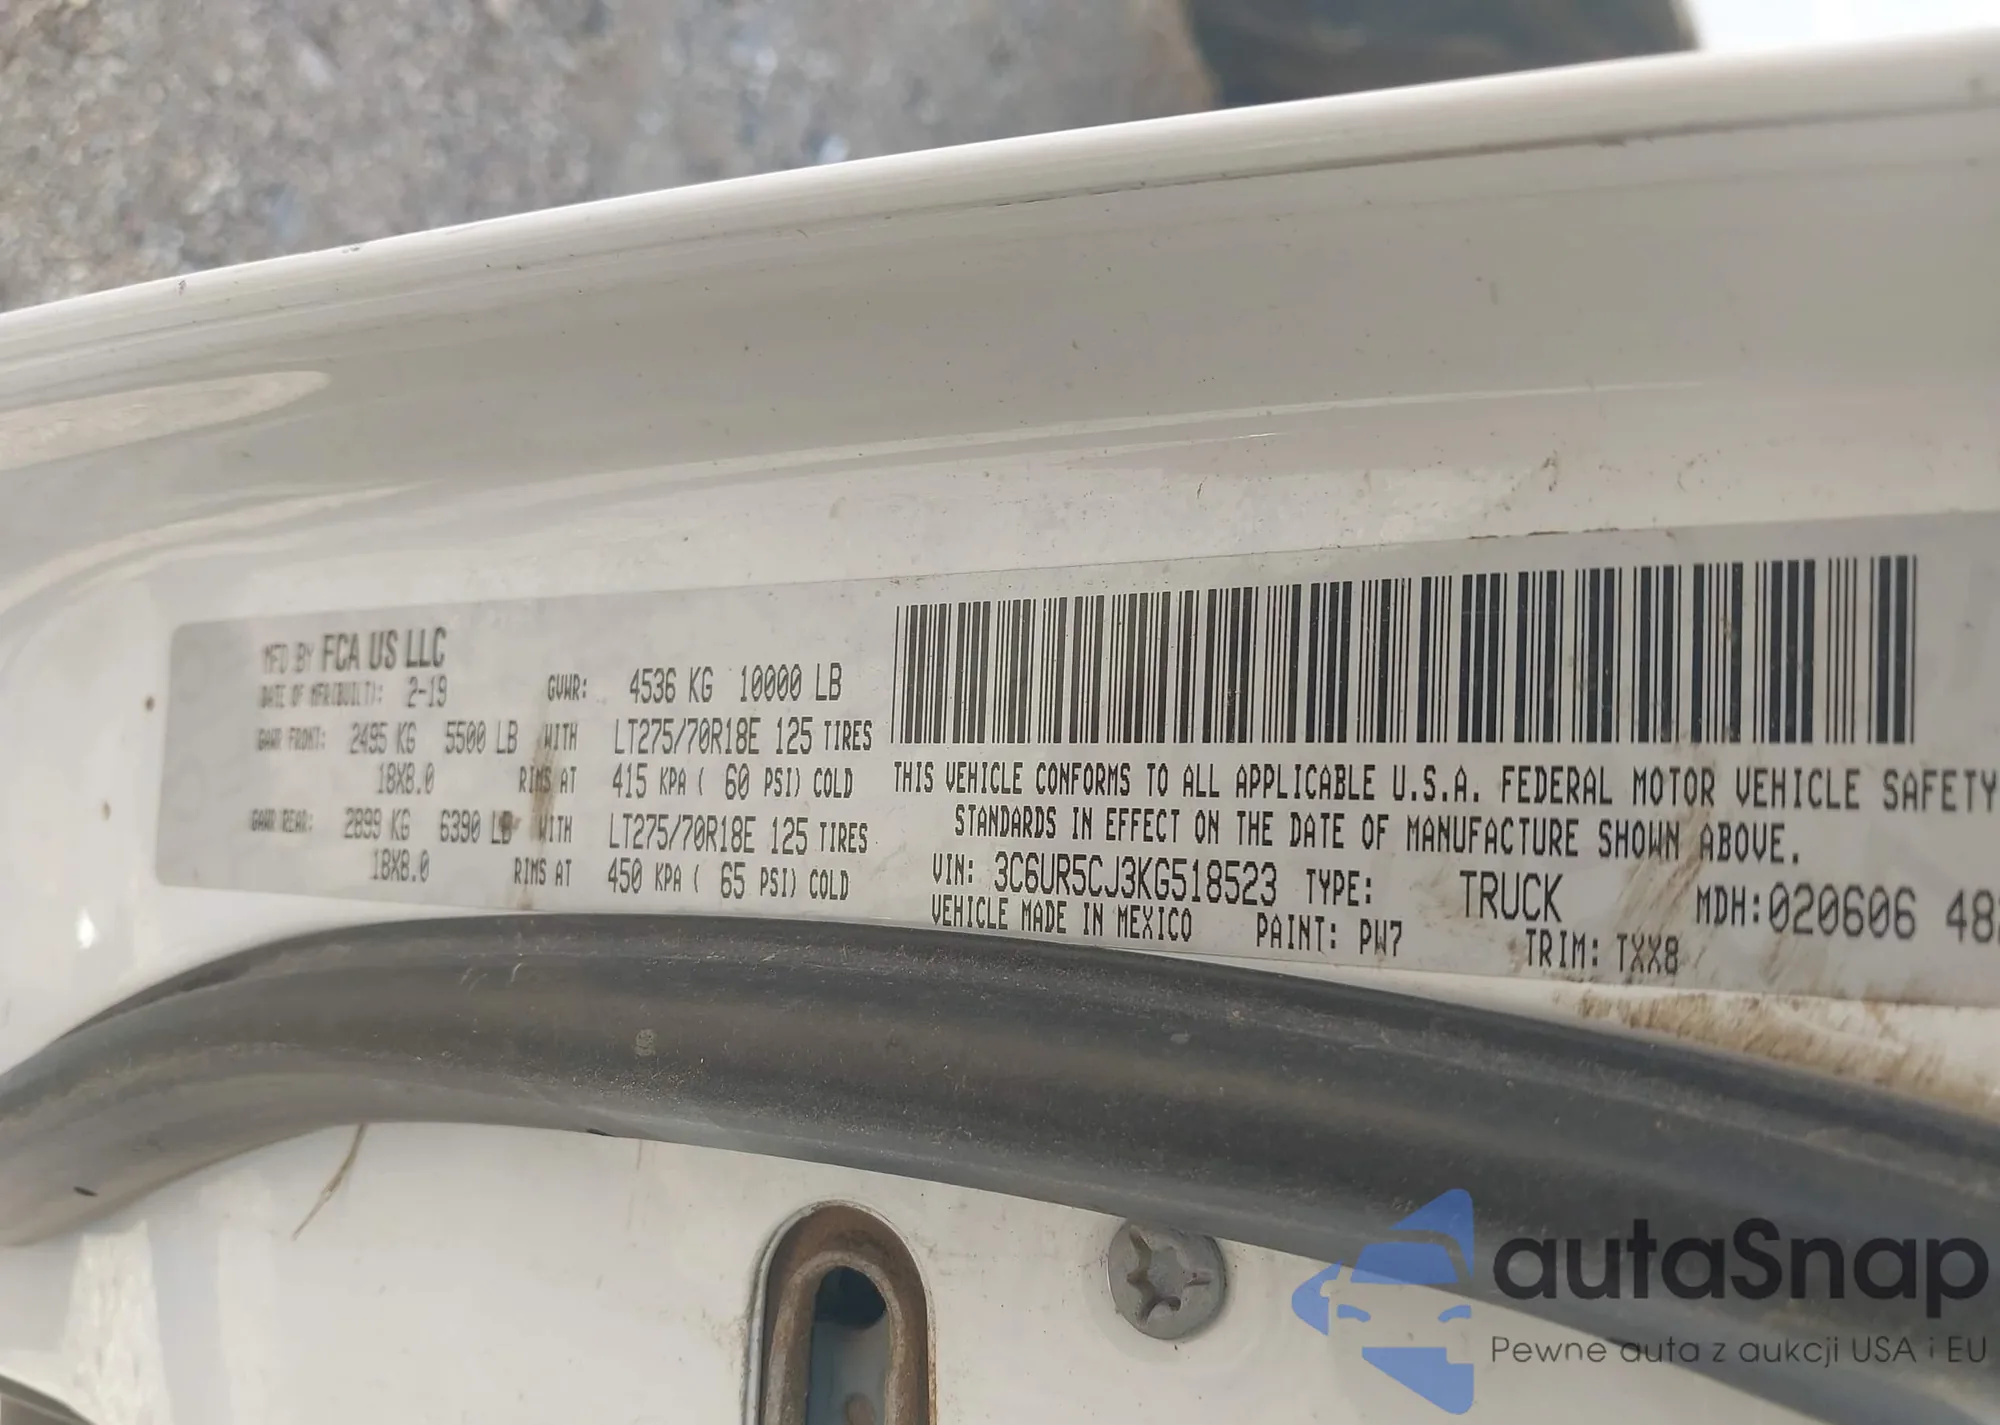 MFD BY FCA US LLC
DATE OF MFR(BUILT): 2-19 GVWR: 4536 KG 10000 LB
GAWR FRONT: 2495 KG 5500 LB WITH LT275/70R18E 125 TIRES
18X8.0 RIMS AT 415 KPA ( 60 PSI) COLD
GAWR REAR: 2899 KG 6390 LB WITH LT275/70R18E 125 TIRES
18X8.0 RIMS AT 450 KPA ( 65 PSI) COLD
THIS VEHICLE CONFORMS TO ALL APPLICABLE U.S.A. FEDERAL MOTOR VEHICLE SAFETY
STANDARDS IN EFFECT ON THE DATE OF MANUFACTURE SHOWN ABOVE.
VIN: 3C6UR5CJ3KG518523 TYPE: TRUCK MDH:020606 48
VEHICLE MADE IN MEXICO PAINT: PW7 TRIM: TXX8
autaSnap
Pewne auta z aukcji USA i EU